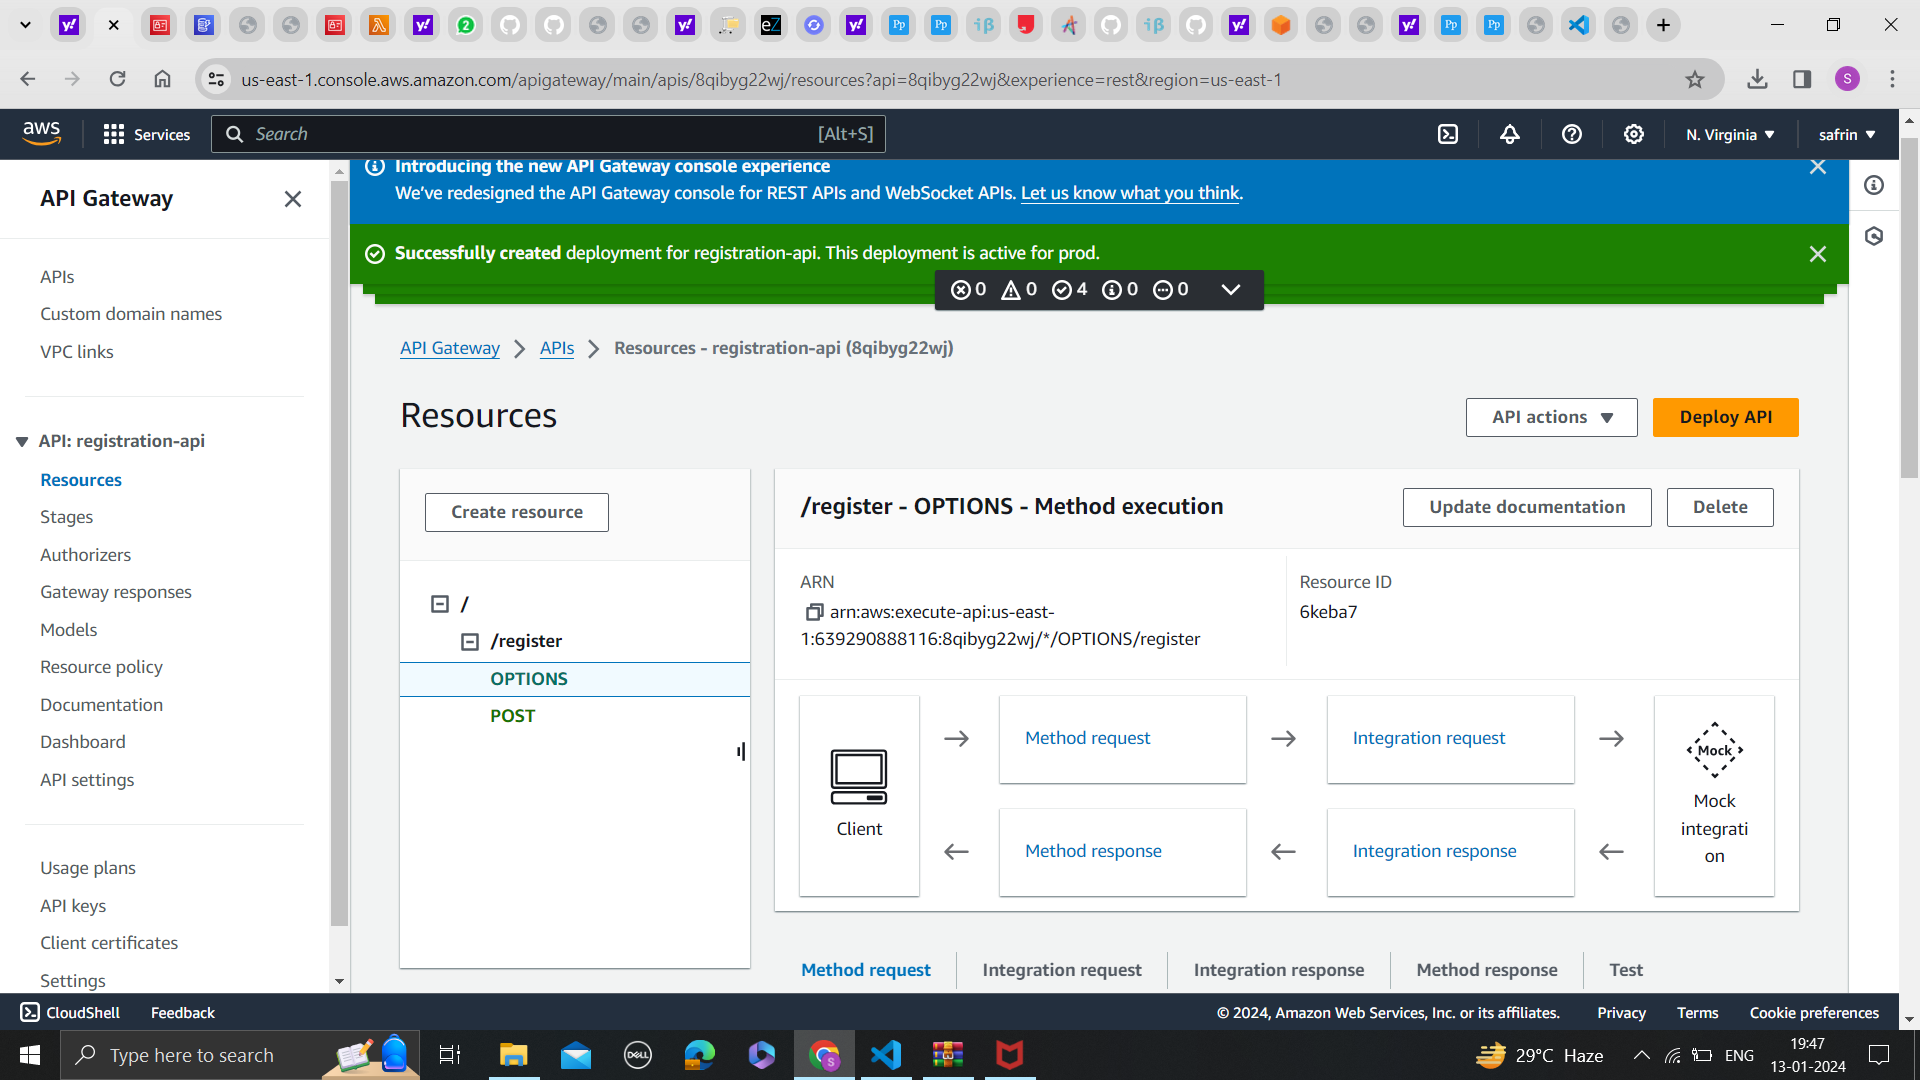 us-east-1.console.aws.amazon.com/apigateway/main/apis/8qibyg22wj/resources?api=8qibyg22wj&experience=rest&region=us-east-1
S
aws
Services
Search
[Alt+S]
N. Virginia
safrin
Introducing the new API Gateway console experience
We've redesigned the API Gateway console for REST APIs and WebSocket APIs. Let us know what you think.
Successfully created deployment for registration-api. This deployment is active for prod.
0 0 4 0 0
API Gateway
APIs
Custom domain names
VPC links
API: registration-api
Resources
Stages
Authorizers
Gateway responses
Models
Resource policy
Documentation
Dashboard
API settings
Usage plans
API keys
Client certificates
Settings
API Gateway
APIs
Resources - registration-api (8qibyg22wj)
Resources
API actions
Deploy API
Create resource
/
/register
OPTIONS
POST
/register - OPTIONS - Method execution
Update documentation
Delete
ARN
arn:aws:execute-api:us-east-
1:639290888116:8qibyg22wj/*/OPTIONS/register
Resource ID
6keba7
Client
Method request
Integration request
Mock
Mock
integrati
on
Method response
Integration response
Method request
Integration request
Integration response
Method response
Test
CloudShell
Feedback
© 2024, Amazon Web Services, Inc. or its affiliates.
Privacy
Terms
Cookie preferences
Type here to search
29°C Haze
ENG
19:47
13-01-2024